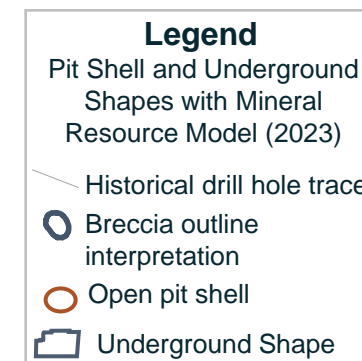 Legend
Pit Shell and Underground
Shapes with Mineral
Resource Model (2023)
Historical drill hole trace
Breccia outline
interpretation
Open pit shell
Underground Shape